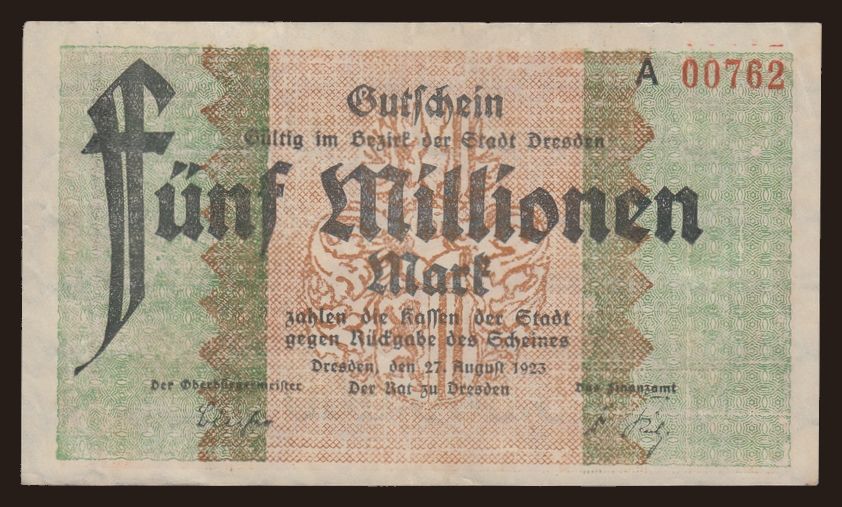 A 00762
Gutschein
Gültig im Bezirk der Stadt Dresden
Fünf Millionen
Mark
zahlen die Kassen der Stadt
gegen Rückgabe des Scheines
Dresden, den 27. August 1923
Der Oberbürgermeister Der Rat zu Dresden Das Finanzamt